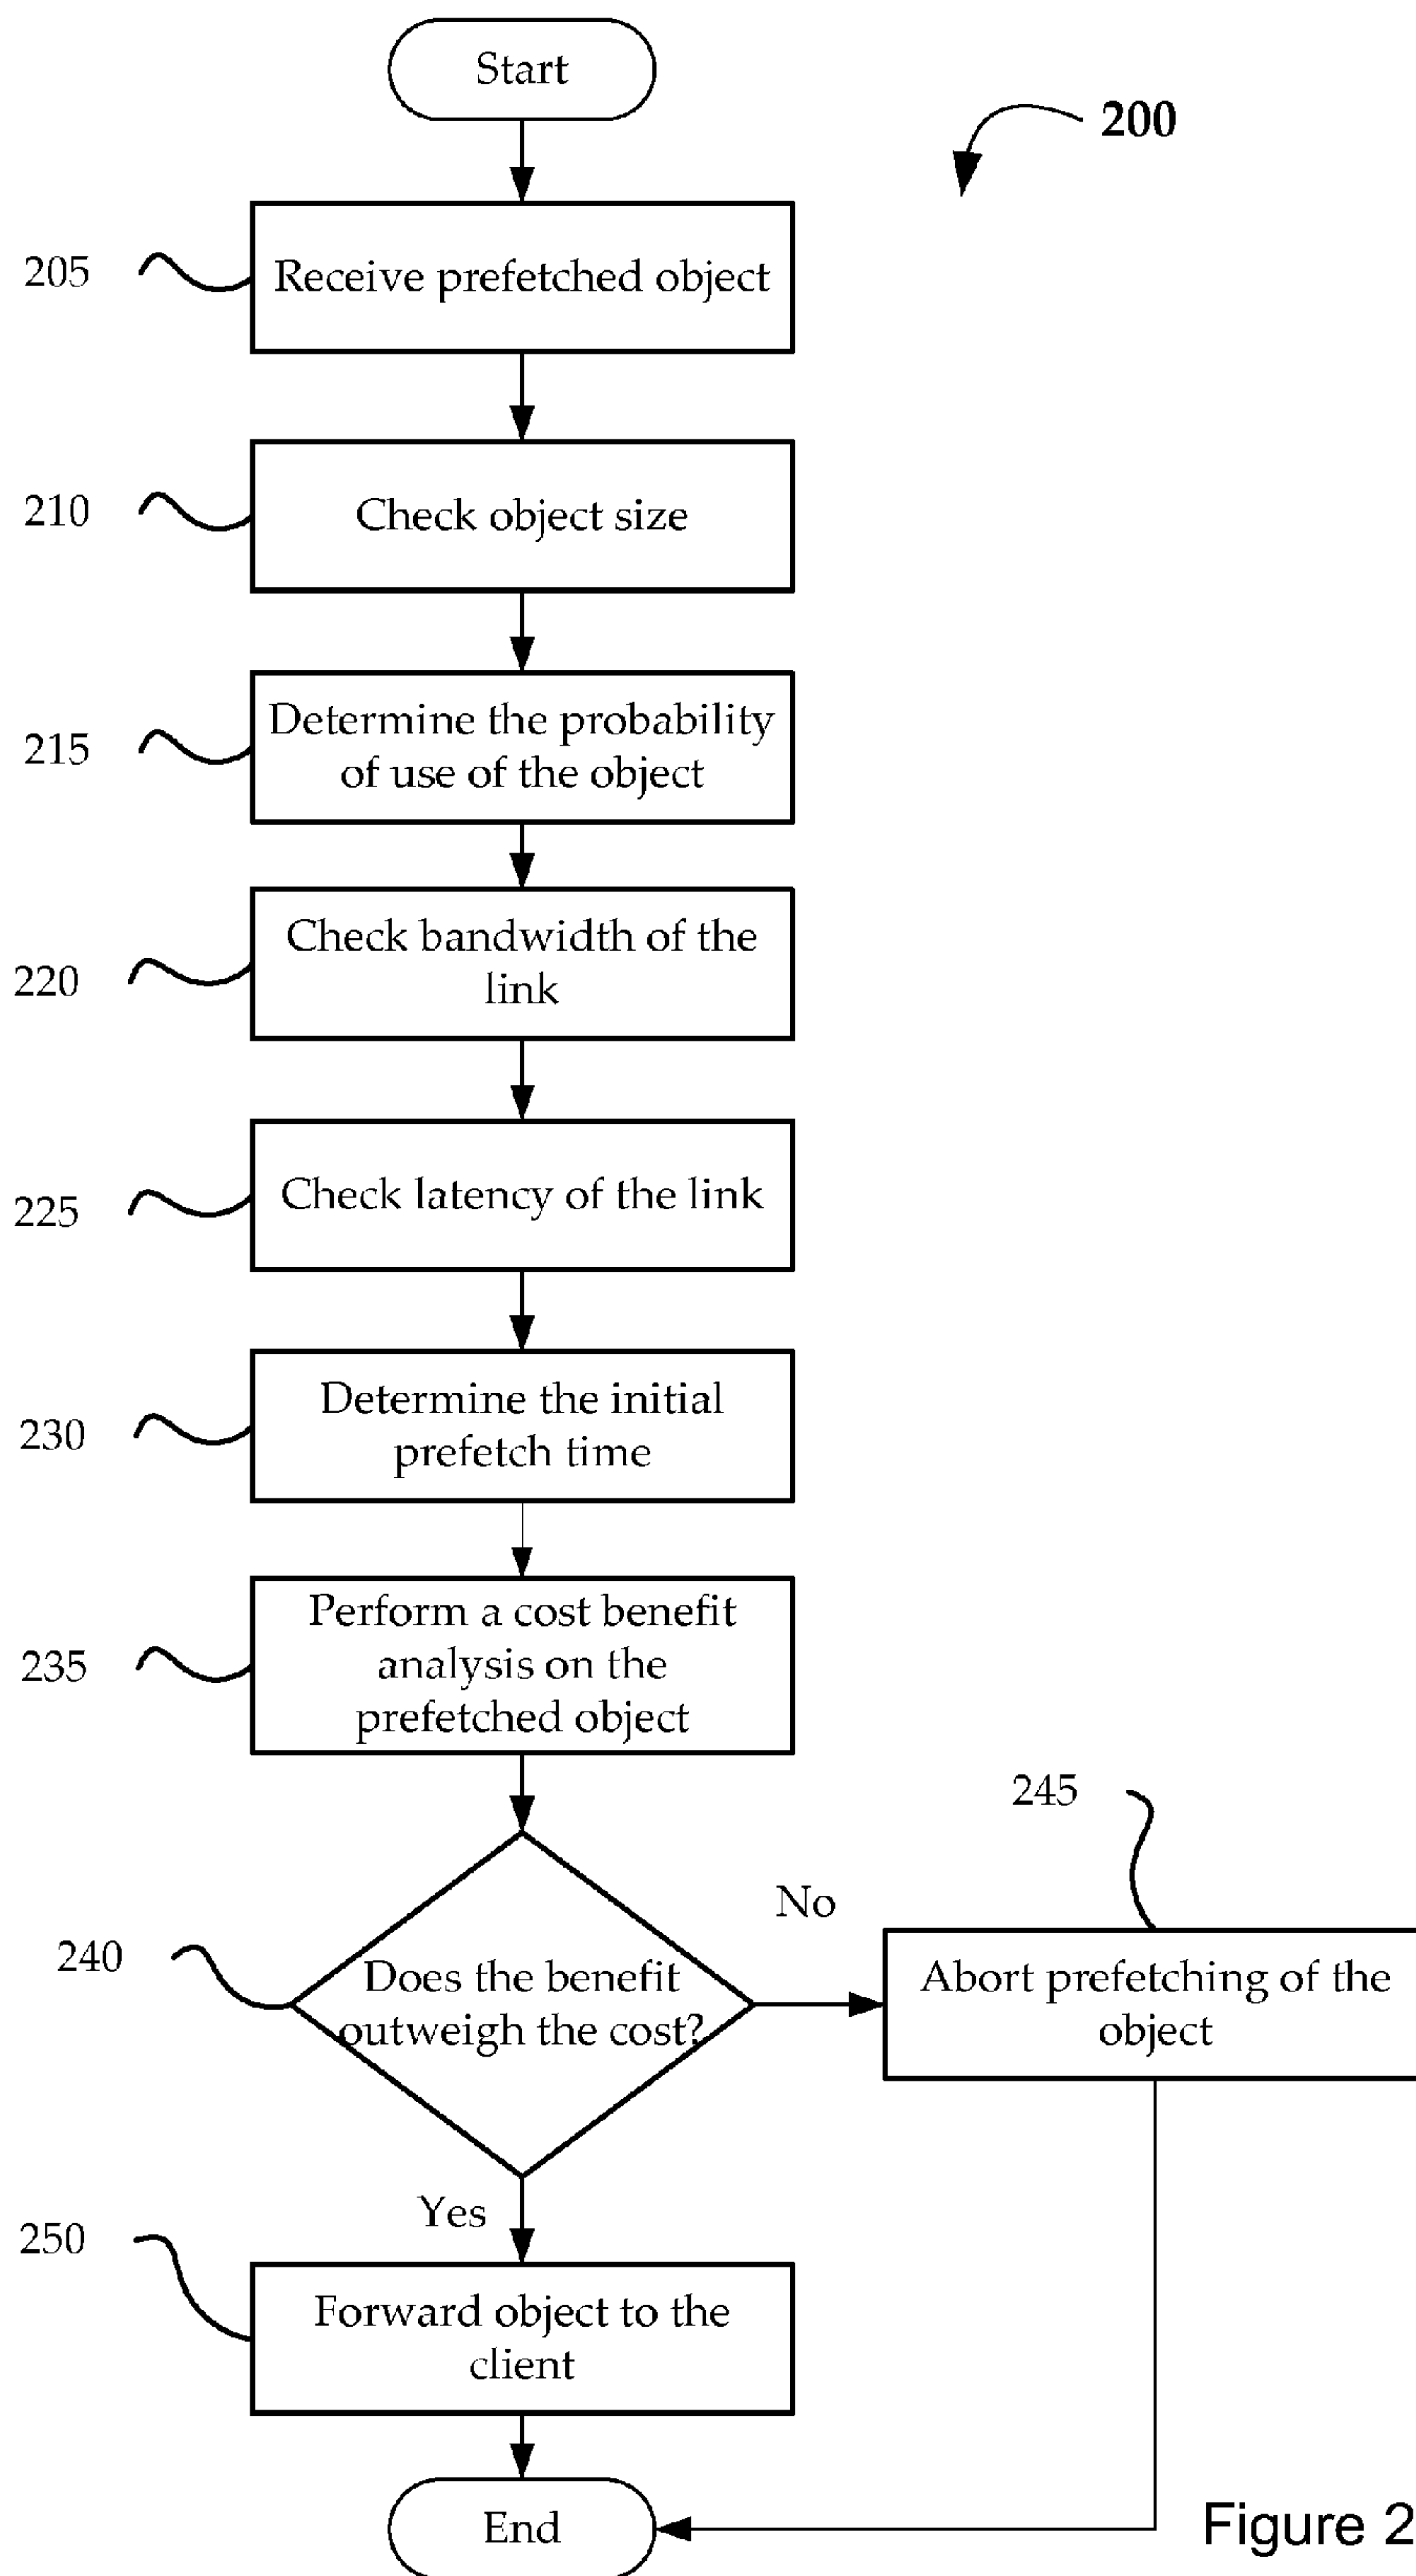 Start
200
205
Receive prefetched object
210
Check object size
215
Determine the probability
of use of the object
220
Check bandwidth of the
link
225
Check latency of the link
230
Determine the initial
prefetch time
235
Perform a cost benefit
analysis on the
prefetched object
240
Does the benefit
outweigh the cost?
No
245
Abort prefetching of the
object
Yes
250
Forward object to the
client
End
Figure 2